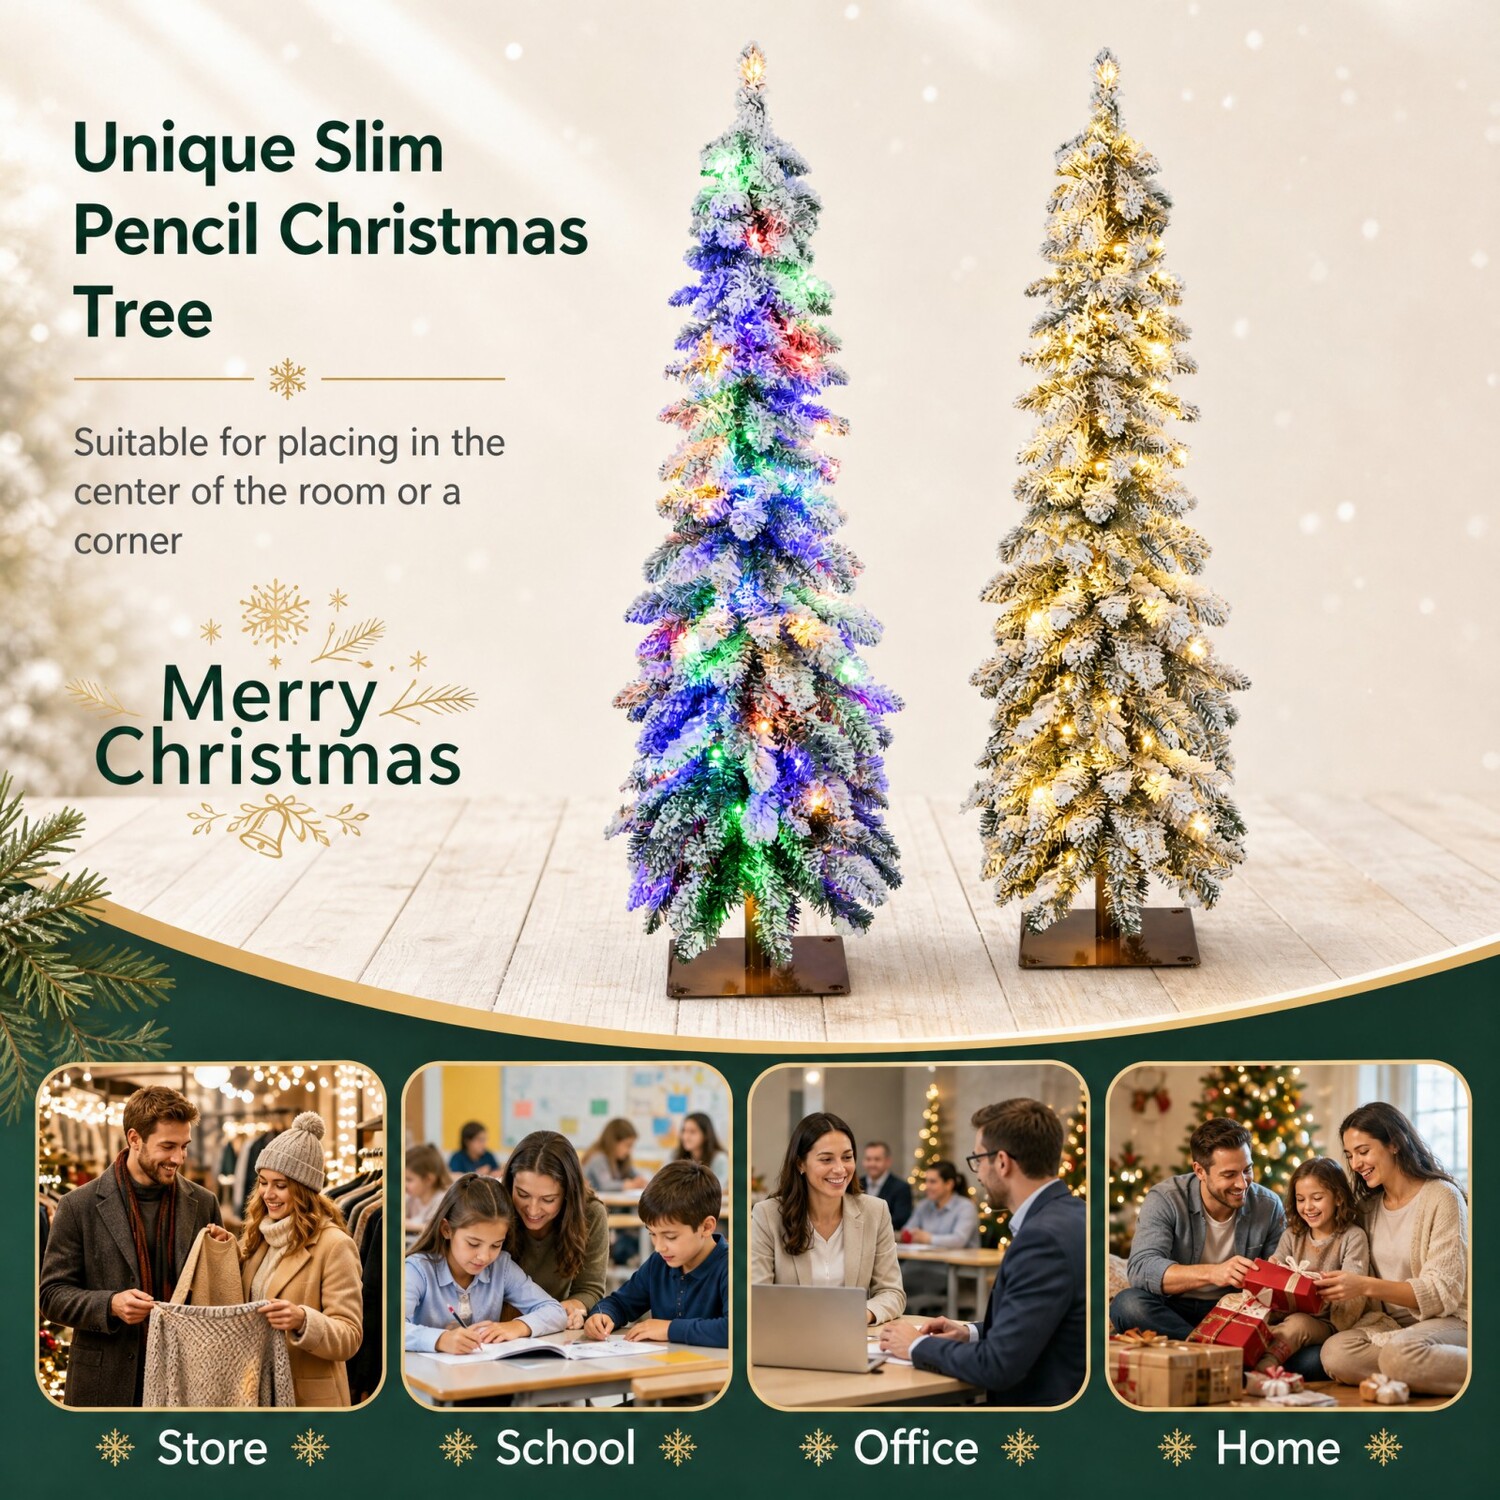 Unique Slim
Pencil Christmas
Tree
Suitable for placing in the
center of the room or a
corner
Merry
Christmas
Store
School
Office
Home